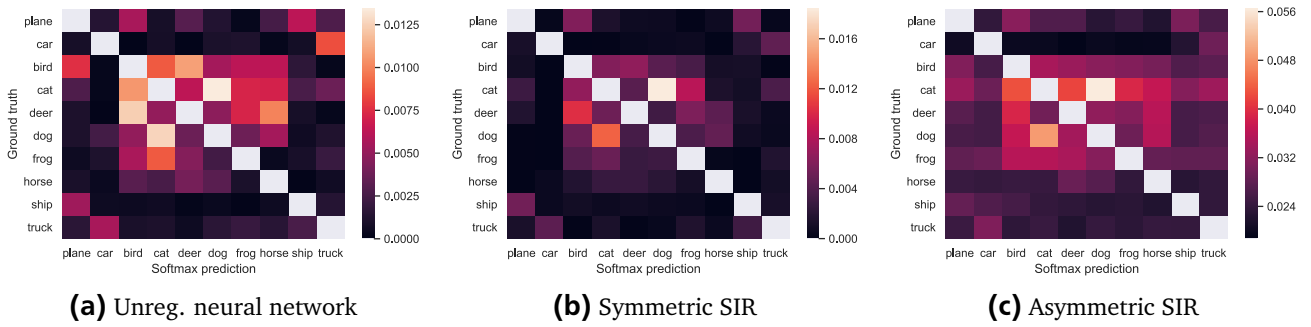 plane
car
bird
cat
deer
dog
frog
horse
ship
truck
Ground truth
plane car bird cat deer dog frog horse ship truck
Softmax prediction
0.0125
0.0100
0.0075
0.0050
0.0025
0.0000
(a) Unreg. neural network
plane
car
bird
cat
deer
dog
frog
horse
ship
truck
Ground truth
plane car bird cat deer dog frog horse ship truck
Softmax prediction
0.016
0.012
0.008
0.004
0.000
(b) Symmetric SIR
plane
car
bird
cat
deer
dog
frog
horse
ship
truck
Ground truth
plane car bird cat deer dog frog horse ship truck
Softmax prediction
0.056
0.048
0.040
0.032
0.024
(c) Asymmetric SIR